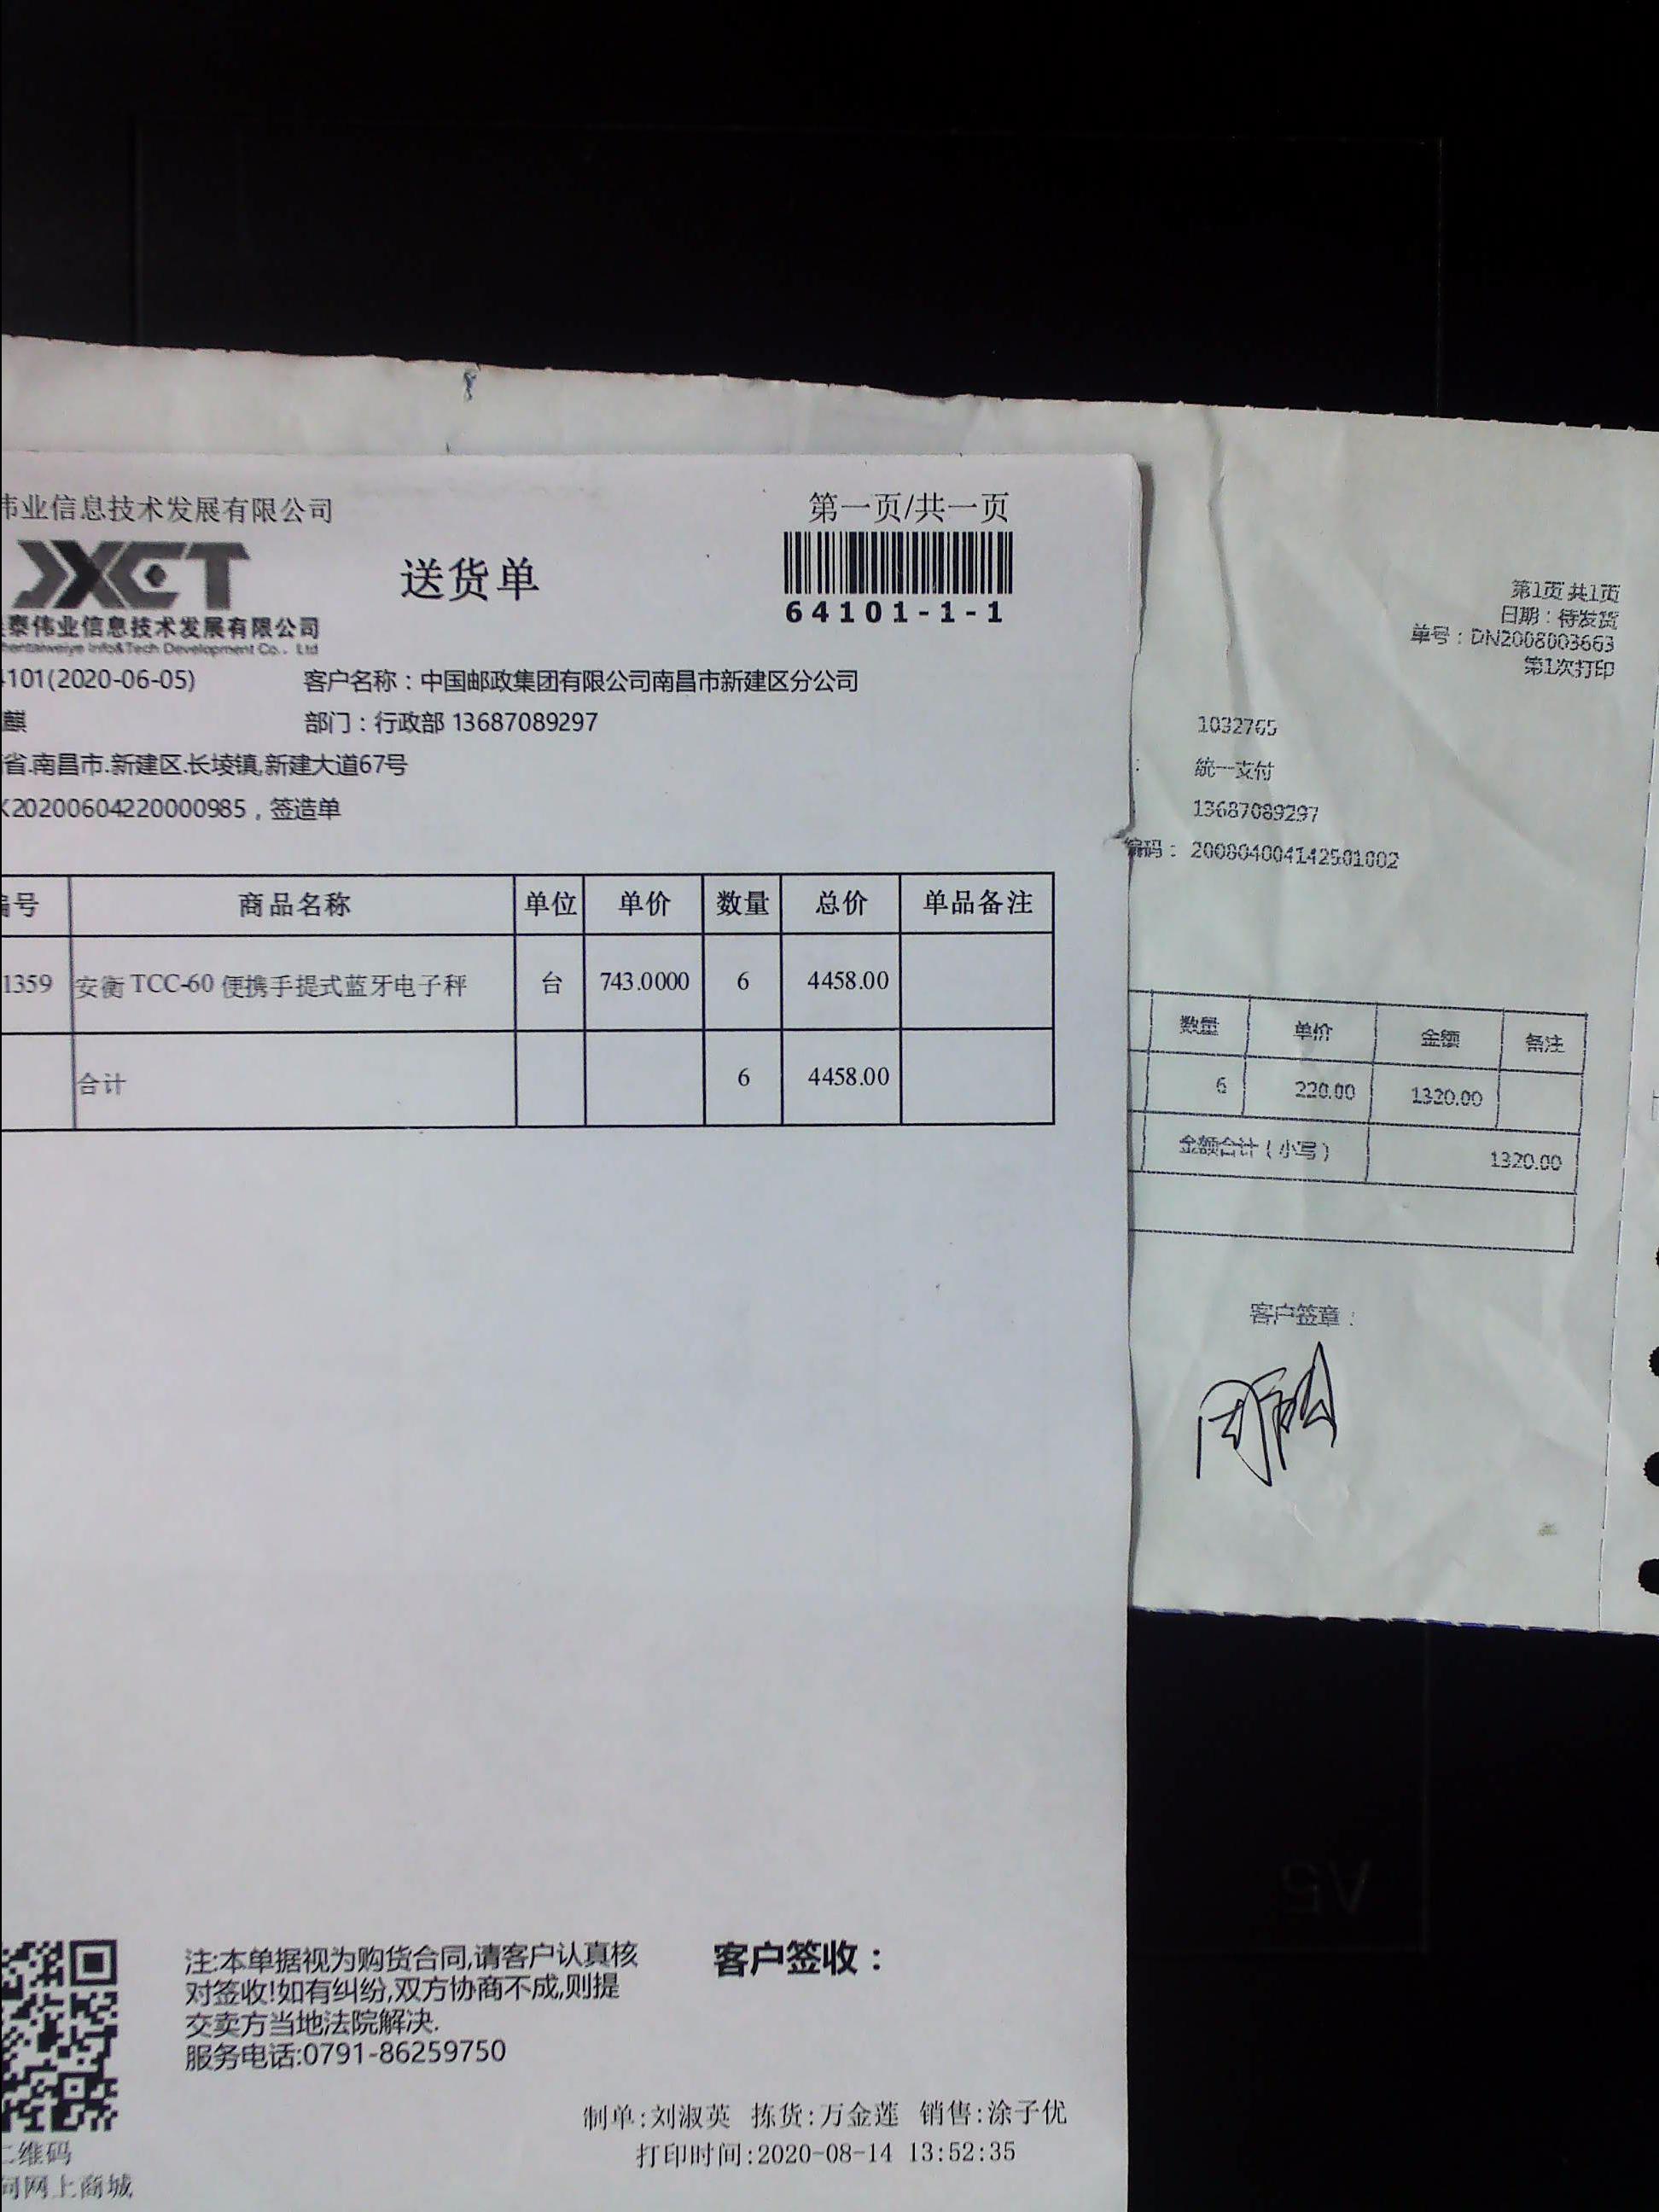 伟业信息技术发展有限公司
第一页/共一页
JXCT
送货单
64101-1-1
泰伟业信息技术发展有限公司
hentaiweiye Info&Tech Development Co., Ltd
4101(2020-06-05)
客户名称：中国邮政集团有限公司南昌市新建区分公司
麒
部门：行政部 13687089297
省.南昌市.新建区.长堎镇,新建大道67号
X20200604220000985，签造单
编号 商品名称 单位 单价 数量 总价 单品备注
1359 安衡 TCC-60 便携手提式蓝牙电子秤 台 743.0000 6 4458.00
合计 6 4458.00
注:本单据视为购货合同,请客户认真核
对签收!如有纠纷,双方协商不成,则提
交卖方当地法院解决.
服务电话:0791-86259750
客户签收：
二维码
问网上商城
制单:刘淑英 拣货:万金莲 销售:涂子优
打印时间:2020-08-14 13:52:35
第1页 共1页
日期：待发货
单号：DN2008003663
第1次打印
1032765
： 统一支付
13687089297
编码： 200804004142501002
数量 单价 金额 备注
6 220.00 1320.00
金额合计（小写） 1320.00
客户签章：
A5